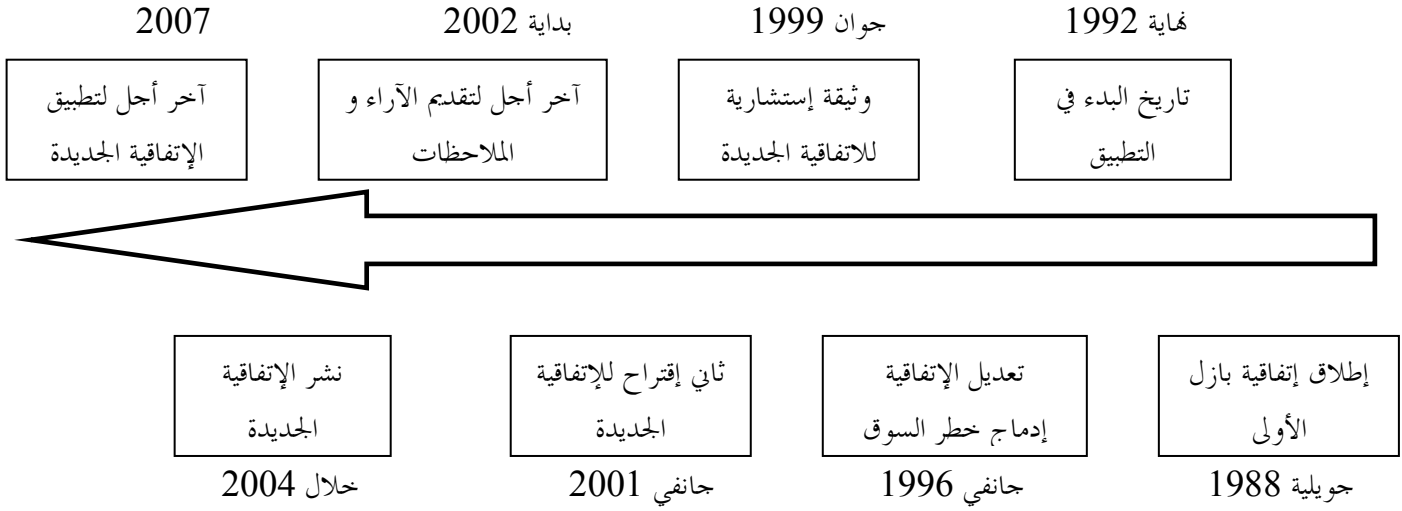 نهاية 1992
جوان 1999
بداية 2002
2007
تاريخ البدء في
التطبيق
وثيقة إستشارية
للاتفاقية الجديدة
آخر أجل لتقديم الآراء و
الملاحظات
آخر أجل لتطبيق
الإتفاقية الجديدة
إطلاق إتفاقية بازل
الأولى
تعديل الإتفاقية
إدماج خطر السوق
ثاني إقتراح للإتفاقية
الجديدة
نشر الإتفاقية
الجديدة
جويلية 1988
جانفي 1996
جانفي 2001
خلال 2004